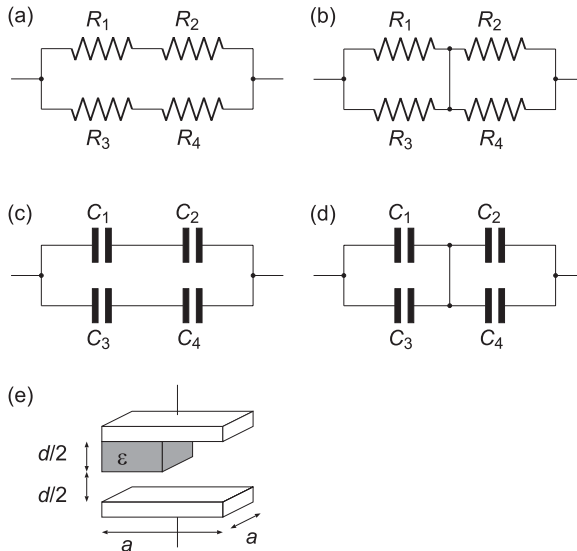 (a)
R1 R2
R3 R4
(b)
R1 R2
R3 R4
(c)
C1 C2
C3 C4
(d)
C1 C2
C3 C4
(e)
d/2
ε
d/2
a
a